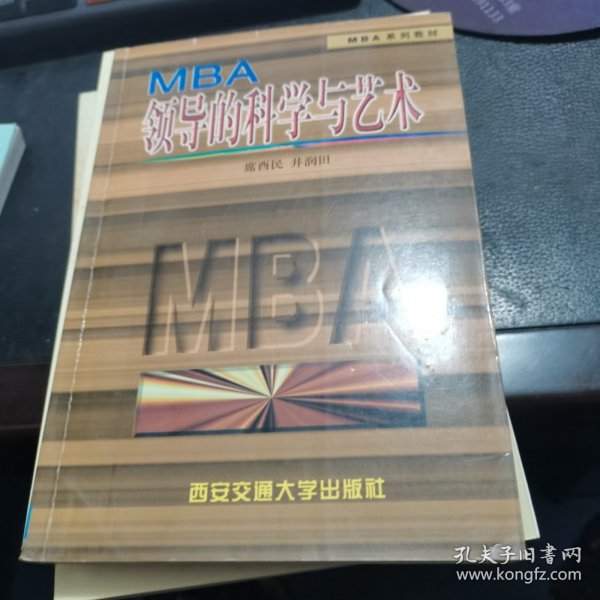 MBA系列教材
MBA
领导的科学与艺术
席酉民 井润田
MBA
西安交通大学出版社
孔夫子旧书网
www.kongfz.com